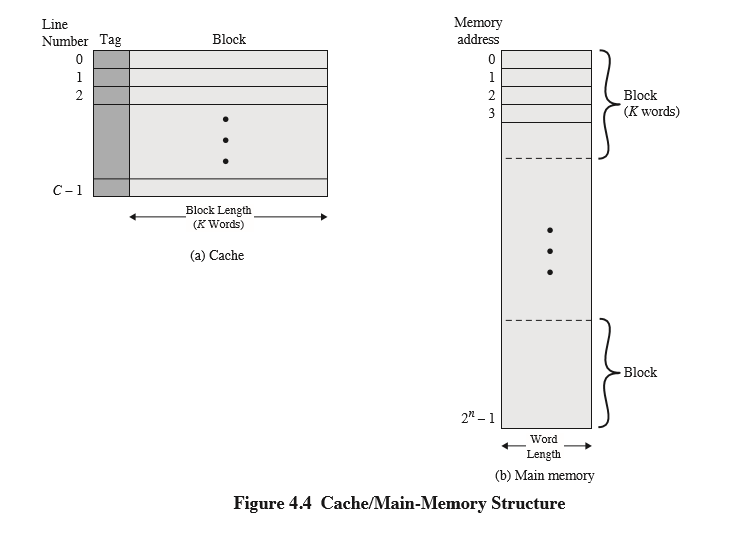 Line
Number Tag Block
0
1
2
C – 1
Block Length
(K Words)
(a) Cache
Memory
address
0
1
2
3
Block
(K words)
Block
2ⁿ – 1
Word
Length
(b) Main memory
Figure 4.4 Cache/Main-Memory Structure